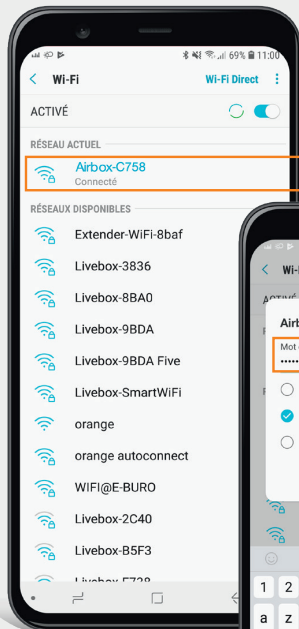 69% 11:00
Wi-Fi Wi-Fi Direct
ACTIVÉ
RÉSEAU ACTUEL
Airbox-C758
Connecté
RÉSEAUX DISPONIBLES
Extender-WiFi-8baf
Livebox-3836
Livebox-8BA0
Livebox-9BDA
Livebox-9BDA Five
Livebox-SmartWiFi
orange
orange autoconnect
WIFI@E-BURO
Livebox-2C40
Livebox-B5F3
Mot
1 2
a z